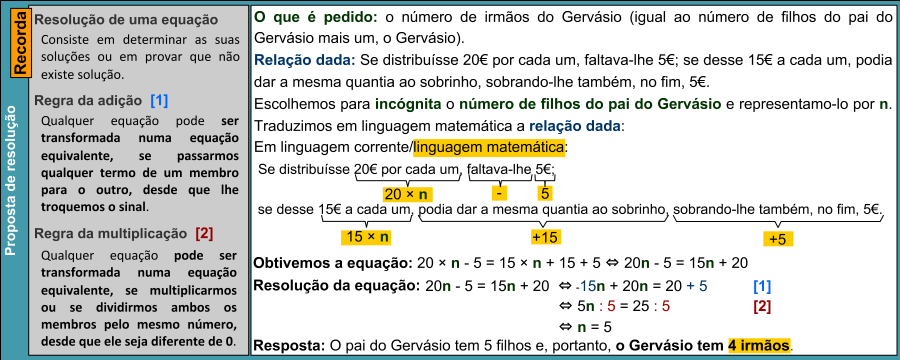 Proposta de resolução
Recorda
Resolução de uma equação
Consiste em determinar as suas
soluções ou em provar que não
existe solução.
Regra da adição [1]
Qualquer equação pode ser
transformada numa equação
equivalente, se passarmos
qualquer termo de um membro
para o outro, desde que lhe
troquemos o sinal.
Regra da multiplicação [2]
Qualquer equação pode ser
transformada numa equação
equivalente, se multiplicarmos
ou se dividirmos ambos os
membros pelo mesmo número,
desde que ele seja diferente de 0.
O que é pedido: o número de irmãos do Gervásio (igual ao número de filhos do pai do
Gervásio mais um, o Gervásio).
Relação dada: Se distribuísse 20€ por cada um, faltava-lhe 5€; se desse 15€ a cada um, podia
dar a mesma quantia ao sobrinho, sobrando-lhe também, no fim, 5€.
Escolhemos para incógnita o número de filhos do pai do Gervásio e representamo-lo por n.
Traduzimos em linguagem matemática a relação dada:
Em linguagem corrente/linguagem matemática:
Se distribuísse 20€ por cada um, faltava-lhe 5€;
20 × n - 5
se desse 15€ a cada um, podia dar a mesma quantia ao sobrinho, sobrando-lhe também, no fim, 5€.
15 × n +15 +5
Obtivemos a equação: 20 × n - 5 = 15 × n + 15 + 5 ⇔ 20n - 5 = 15n + 20
Resolução da equação: 20n - 5 = 15n + 20 ⇔ -15n + 20n = 20 + 5 [1]
⇔ 5n : 5 = 25 : 5 [2]
⇔ n = 5
Resposta: O pai do Gervásio tem 5 filhos e, portanto, o Gervásio tem 4 irmãos.